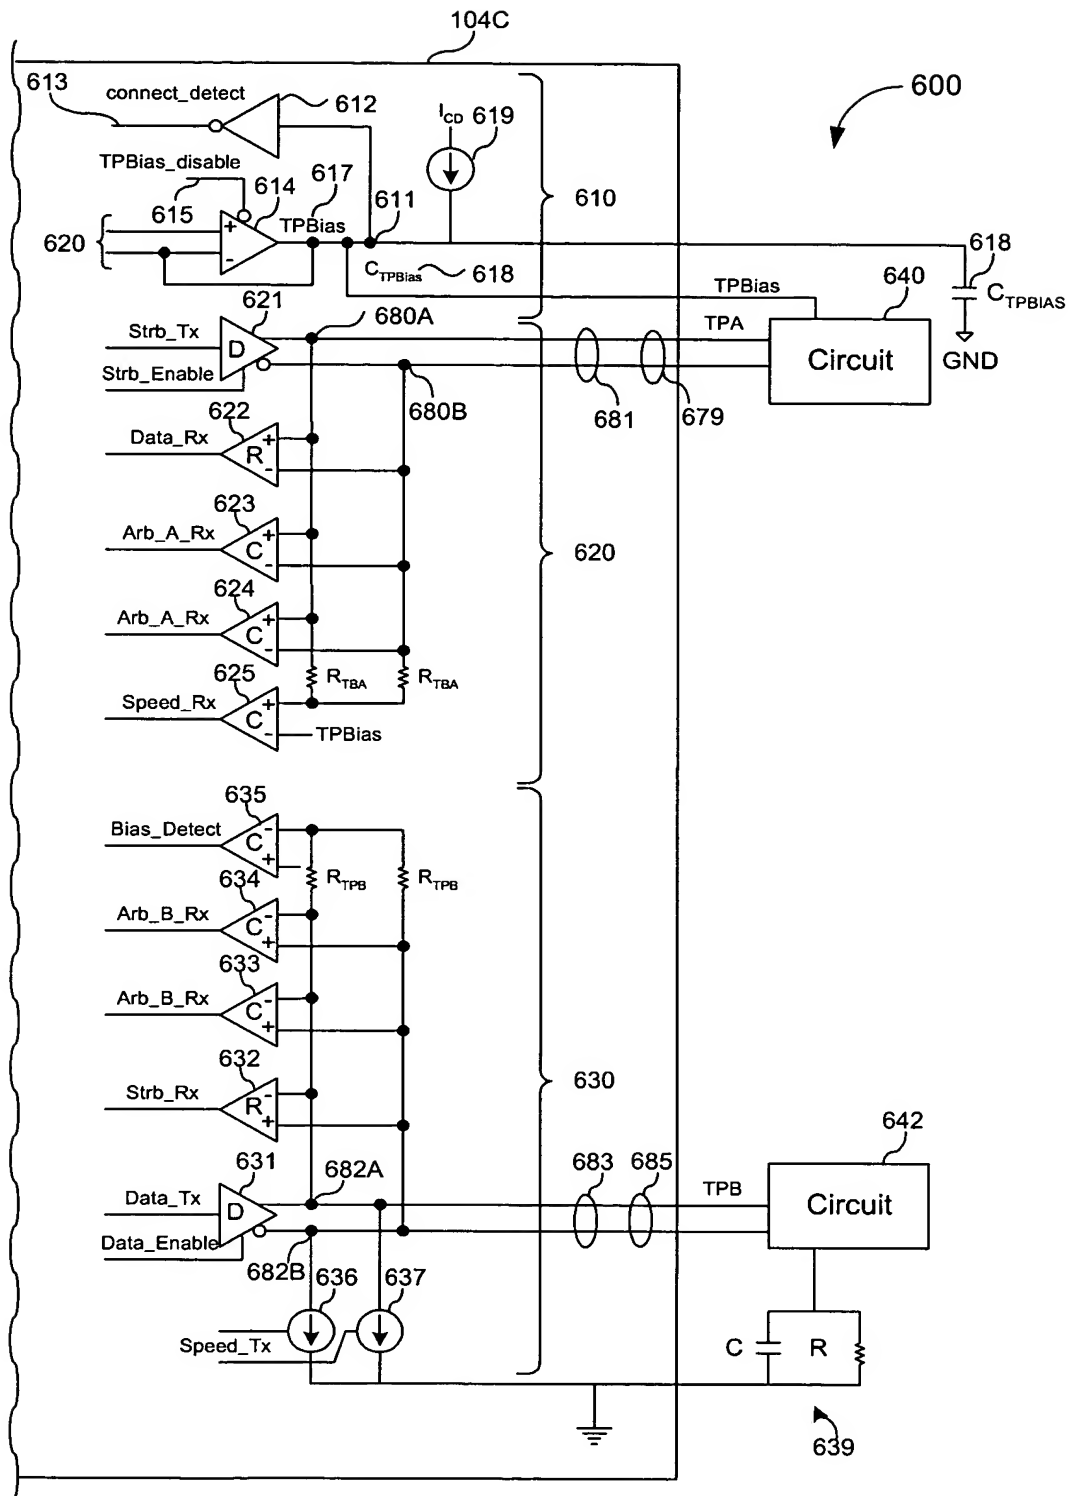 104C
613
connect_detect
612
I_CD 619
600
TPBias_disable
614
617
615
TPBias
611
610
620
+
-
C_TPBias 618
618
621
680A
TPBias
640
C_TPBIAS
Strb_Tx
D
TPA
Circuit
GND
Strb_Enable
680B
681
679
622
Data_Rx
R
+
-
623
Arb_A_Rx
C
+
-
620
624
Arb_A_Rx
C
+
-
625
R_TBA
R_TBA
Speed_Rx
C
+
-
TPBias
635
Bias_Detect
C
-
+
634
R_TPB
R_TPB
Arb_B_Rx
C
-
+
633
Arb_B_Rx
C
-
+
632
630
Strb_Rx
R
-
+
642
631
682A
683
685
Data_Tx
D
TPB
Circuit
Data_Enable
682B
636
637
Speed_Tx
C
R
639